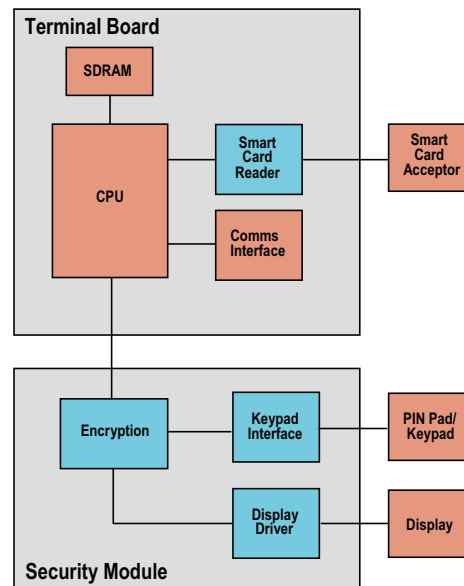 Terminal Board
SDRAM
CPU
Smart
Card
Reader
Smart
Card
Acceptor
Comms
Interface
Encryption
Keypad
Interface
PIN Pad/
Keypad
Display
Driver
Display
Security Module